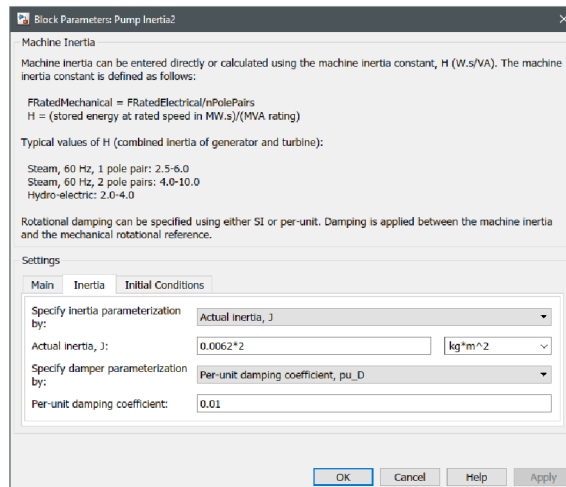 Block Parameters: Pump Inertia2
Machine Inertia
Machine inertia can be entered directly or calculated using the machine inertia constant, H (W.s/VA). The machine
inertia constant is defined as follows:
FRatedMechanical = FRatedElectrical/nPolePairs
H = (stored energy at rated speed in MW.s)/(MVA rating)
Typical values of H (combined inertia of generator and turbine):
Steam, 60 Hz, 1 pole pair: 2.5-6.0
Steam, 60 Hz, 2 pole pairs: 4.0-10.0
Hydro-electric: 2.0-4.0
Rotational damping can be specified using either SI or per-unit. Damping is applied between the machine inertia
and the mechanical rotational reference.
Settings
Main Inertia Initial Conditions
Specify inertia parameterization
by:
Actual inertia, J
Actual inertia, J: 0.0062*2 kg*m^2
Specify damper parameterization
by:
Per-unit damping coefficient, pu_D
Per-unit damping coefficient: 0.01
OK Cancel Help Apply